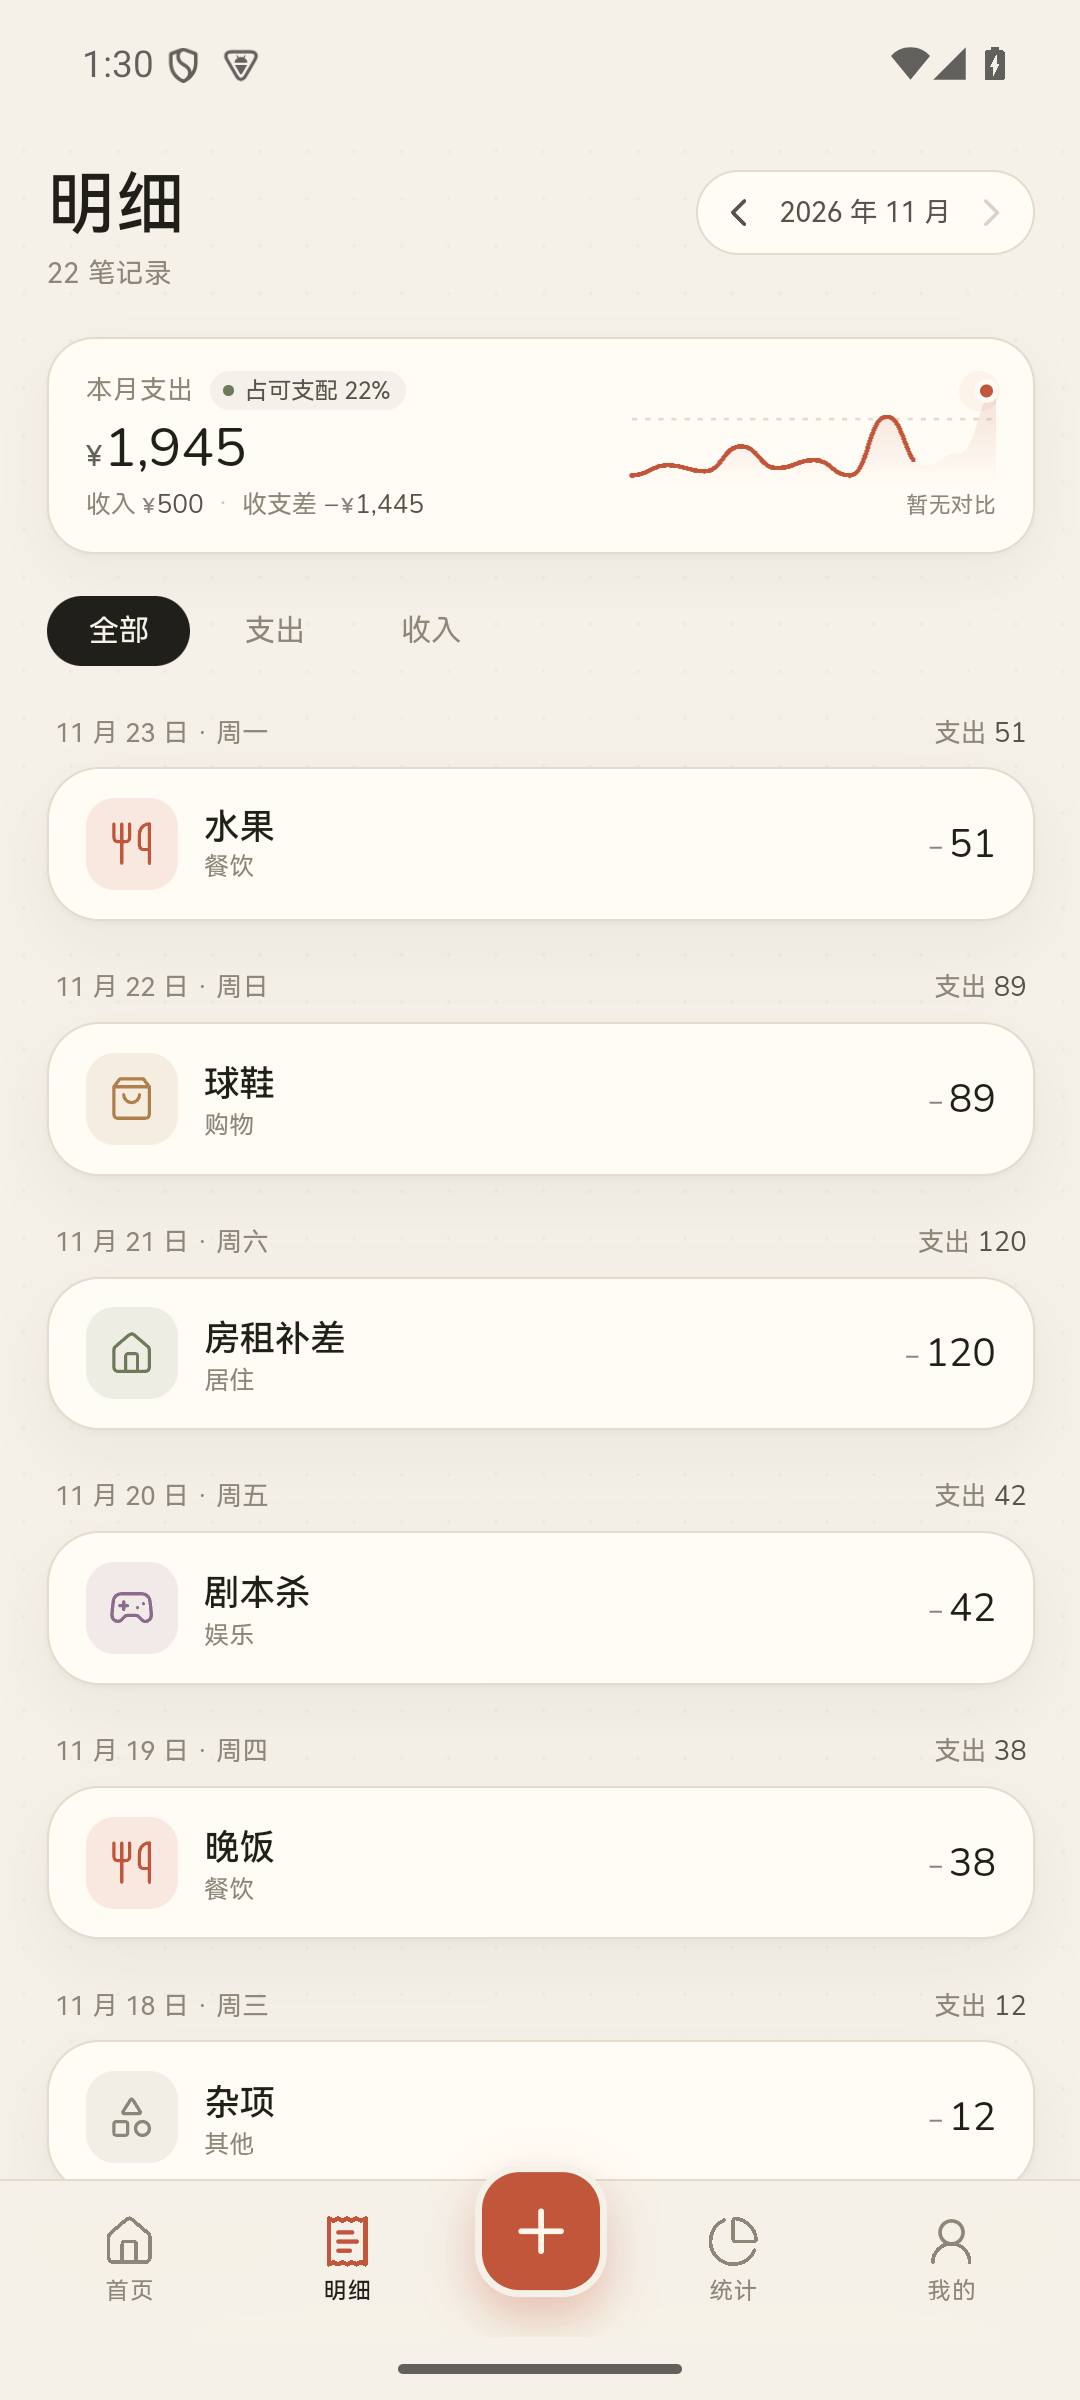 1:30
明细
22 笔记录
2026 年 11 月
本月支出 占可支配 22%
¥1,945
收入 ¥500 · 收支差 −¥1,445
暂无对比
全部 支出 收入
11 月 23 日 · 周一 支出 51
水果 -51
餐饮
11 月 22 日 · 周日 支出 89
球鞋 -89
购物
11 月 21 日 · 周六 支出 120
房租补差 -120
居住
11 月 20 日 · 周五 支出 42
剧本杀 -42
娱乐
11 月 19 日 · 周四 支出 38
晚饭 -38
餐饮
11 月 18 日 · 周三 支出 12
杂项 -12
其他
首页 明细 统计 我的